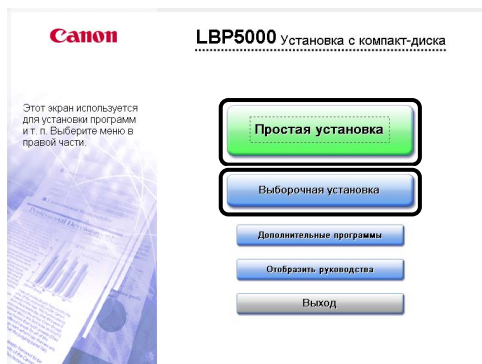 Canon
LBP5000 Установка с компакт-диска
Этот экран используется
для установки программ
и т. п. Выберите меню в
правой части.
Простая установка
Выборочная установка
Дополнительные программы
Отобразить руководства
Выход